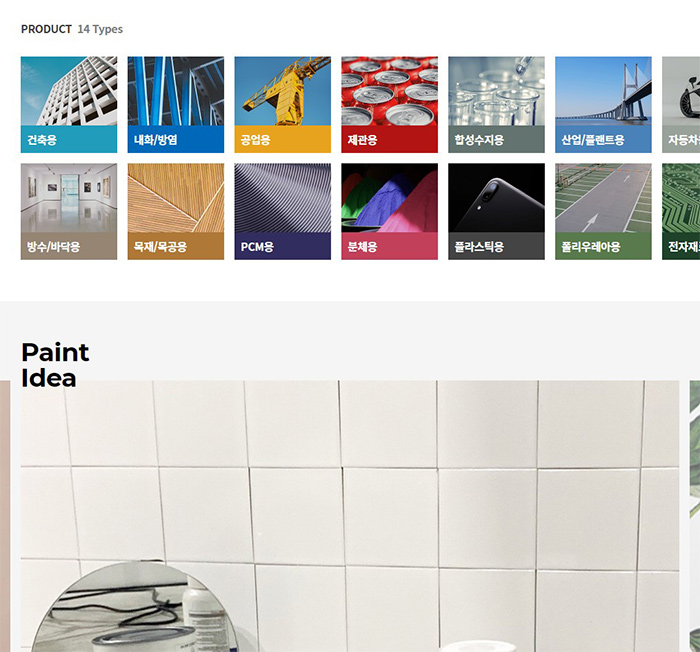 PRODUCT 14 Types
건축용
내화/방염
공업용
제관용
합성수지용
산업/플랜트용
자동차
방수/바닥용
목재/목공용
PCM용
분체용
플라스틱용
폴리우레아용
전자재
Paint
Idea